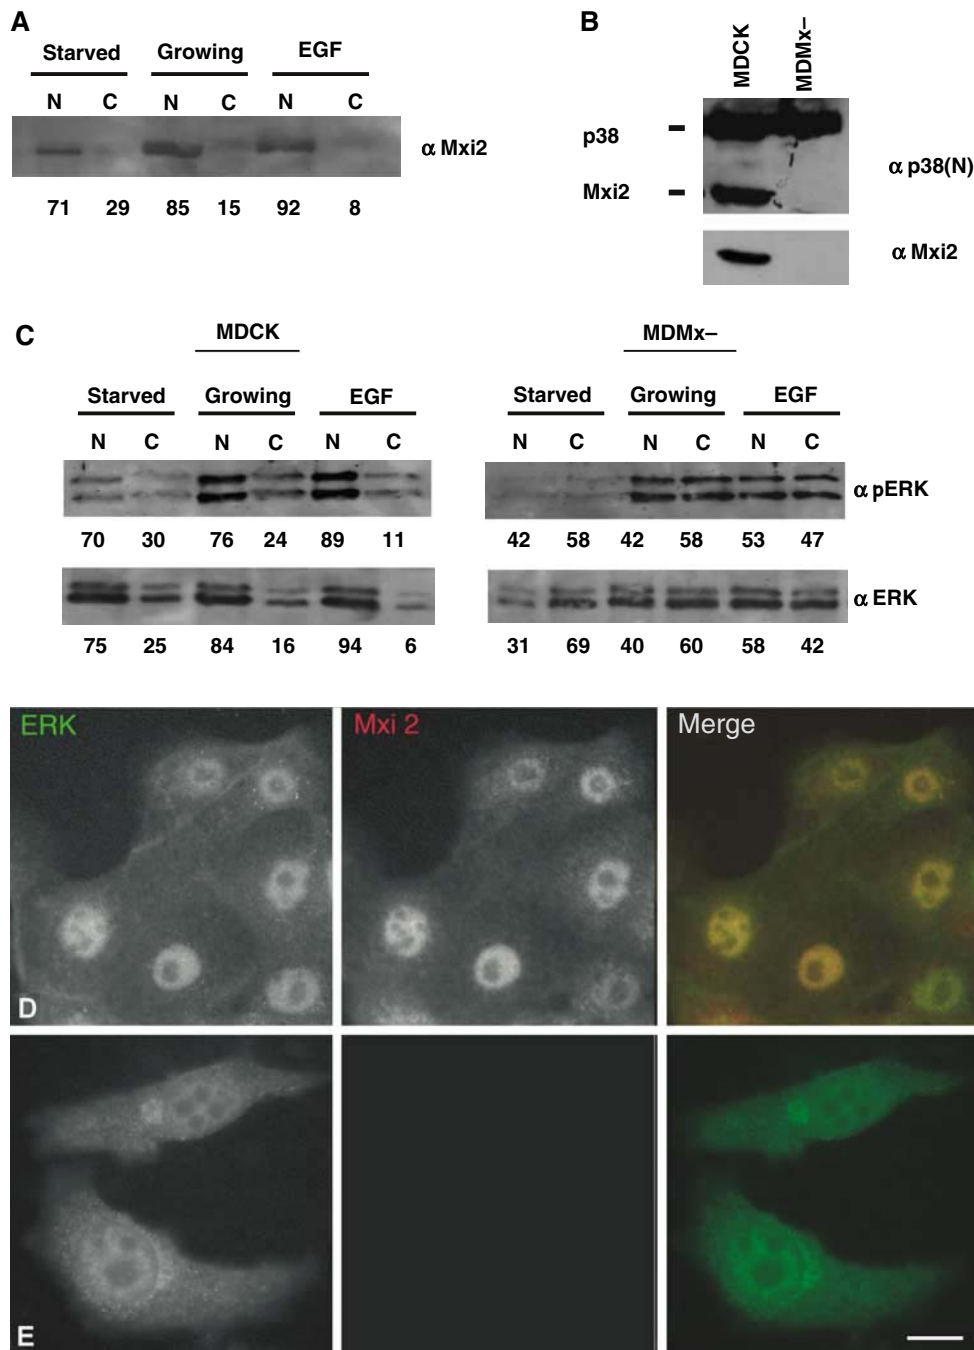 A
Starved Growing EGF
N C N C N C
α Mxi2
71 29 85 15 92 8
B
MDCK MDMx–
p38
α p38(N)
Mxi2
α Mxi2
C
MDCK MDMx–
Starved Growing EGF Starved Growing EGF
N C N C N C N C N C N C
α pERK
70 30 76 24 89 11 42 58 42 58 53 47
α ERK
75 25 84 16 94 6 31 69 40 60 58 42
ERK Mxi 2 Merge
D
E